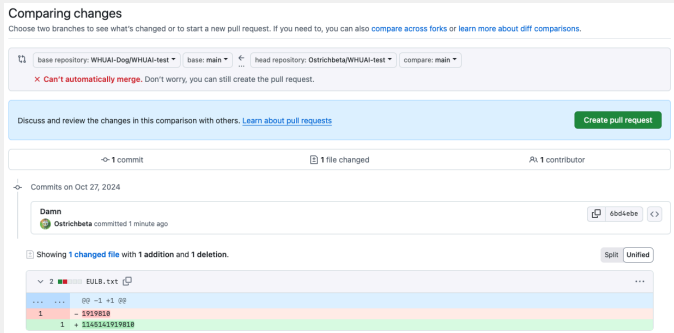 Comparing changes
Choose two branches to see what's changed or to start a new pull request. If you need to, you can also compare across forks or learn more about diff comparisons.
base repository: WHUAI-Dog/WHUAI-test base: main ... head repository: Ostrichbeta/WHUAI-test compare: main
Can't automatically merge. Don't worry, you can still create the pull request.
Discuss and review the changes in this comparison with others. Learn about pull requests Create pull request
1 commit 1 file changed 1 contributor
Commits on Oct 27, 2024
Damn
Ostrichbeta committed 1 minute ago 6bd4ebe <>
Showing 1 changed file with 1 addition and 1 deletion. Split Unified
2 EULB.txt ...
... ... @@ -1 +1 @@
1 - 1919810
1 + 1145141919810